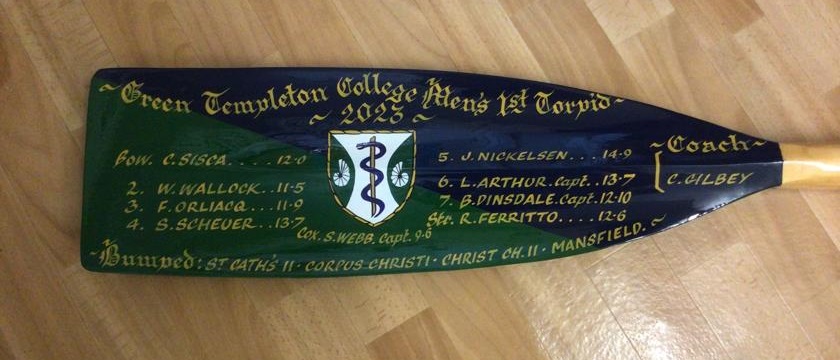 ~Green Templeton College Men's 1st Torpid~
~ 2023 ~
Bow. C. SISCA. . . . 12·0
2. W. WALLOCK. . 11·5
3. F. ORLIACQ. . . 11·9
4. S. SCHEUER. . 13·7
5. J. NICKELSEN. . . 14·9
6. L. ARTHUR. Capt. . 13·7
7. B. DINSDALE. Capt. 12·10
Str. R. FERRITTO. . . . 12·6
Cox. S. WEBB. Capt. 9·6
~Coach~
C. GILBEY
~Bumped: ST CATH'S II · CORPUS CHRISTI · CHRIST CH. II · MANSFIELD. ~